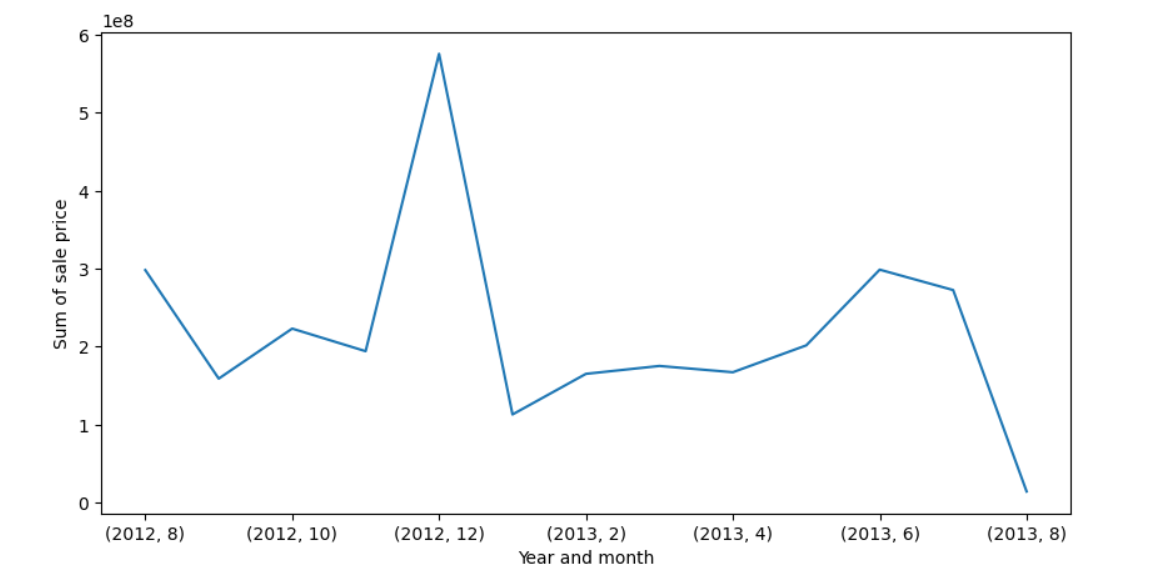 1e8
6
5
4
3
2
1
0
Sum of sale price
(2012, 8) (2012, 10) (2012, 12) (2013, 2) (2013, 4) (2013, 6) (2013, 8)
Year and month